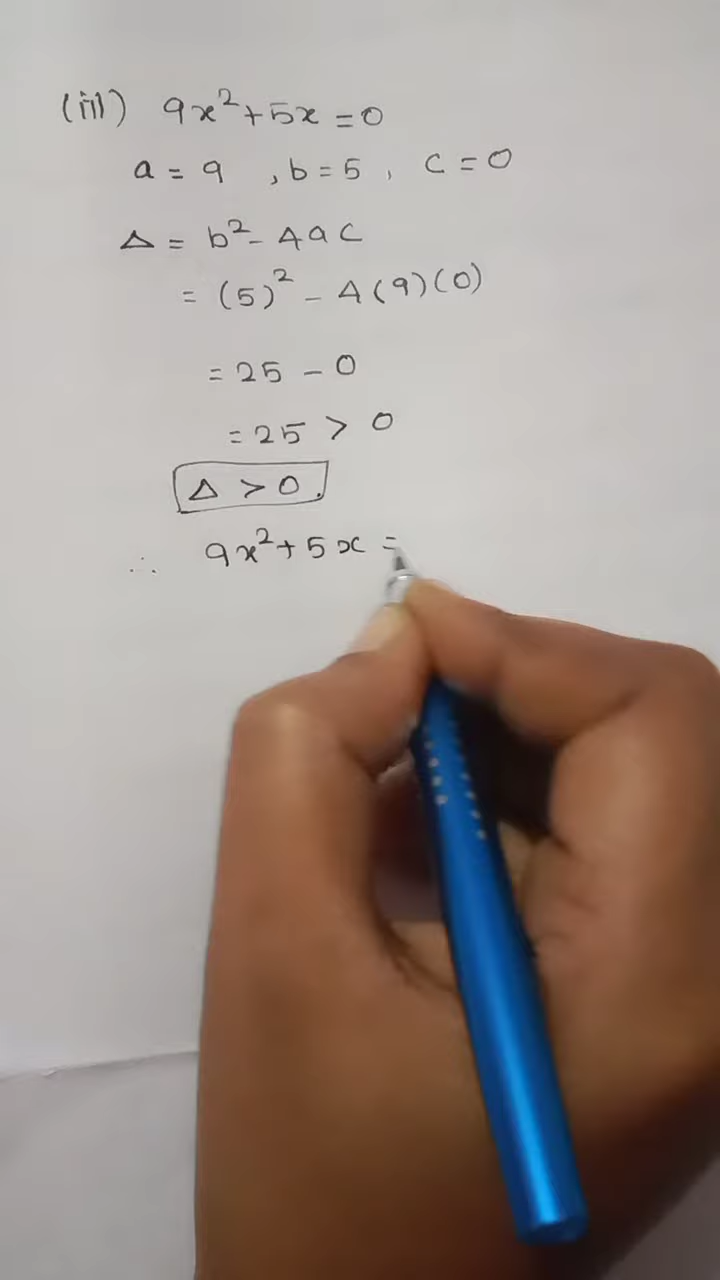 (iii) 9x²+5x=0
a = 9 , b = 5 , c = 0
Δ = b² - 4ac
= (5)² - 4(9)(0)
= 25 - 0
= 25 > 0
Δ > 0.
∴ 9x²+5x =